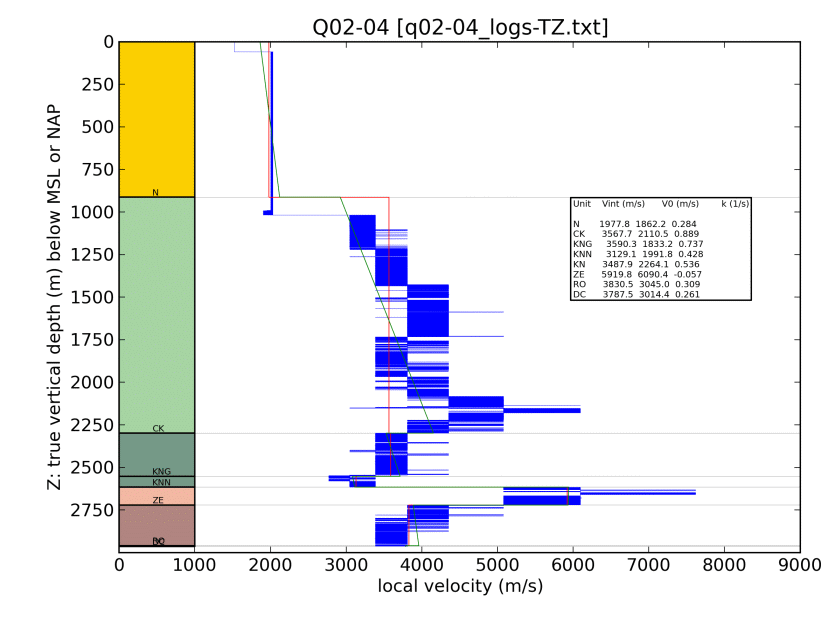 Q02-04 [q02-04_logs-TZ.txt]
Z: true vertical depth (m) below MSL or NAP
0
250
500
750
1000
1250
1500
1750
2000
2250
2500
2750
N
CK
KNG
KNN
ZE
Unit Vint (m/s) V0 (m/s) k (1/s)
N 1977.8 1862.2 0.284
CK 3567.7 2110.5 0.889
KNG 3590.3 1833.2 0.737
KNN 3129.1 1991.8 0.428
KN 3487.9 2264.1 0.536
ZE 5919.8 6090.4 -0.057
RO 3830.5 3045.0 0.309
DC 3787.5 3014.4 0.261
0 1000 2000 3000 4000 5000 6000 7000 8000 9000
local velocity (m/s)